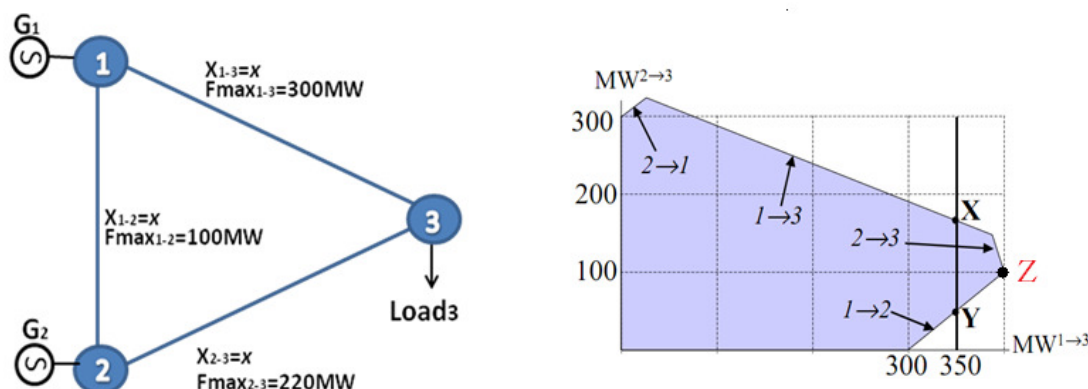 G1
1
X1-3=x
Fmax1-3=300MW
X1-2=x
Fmax1-2=100MW
3
Load3
G2
2
X2-3=x
Fmax2-3=220MW
MW2→3
300
2→1
200
1→3
X
2→3
100
Z
1→2
Y
MW1→3
300 350